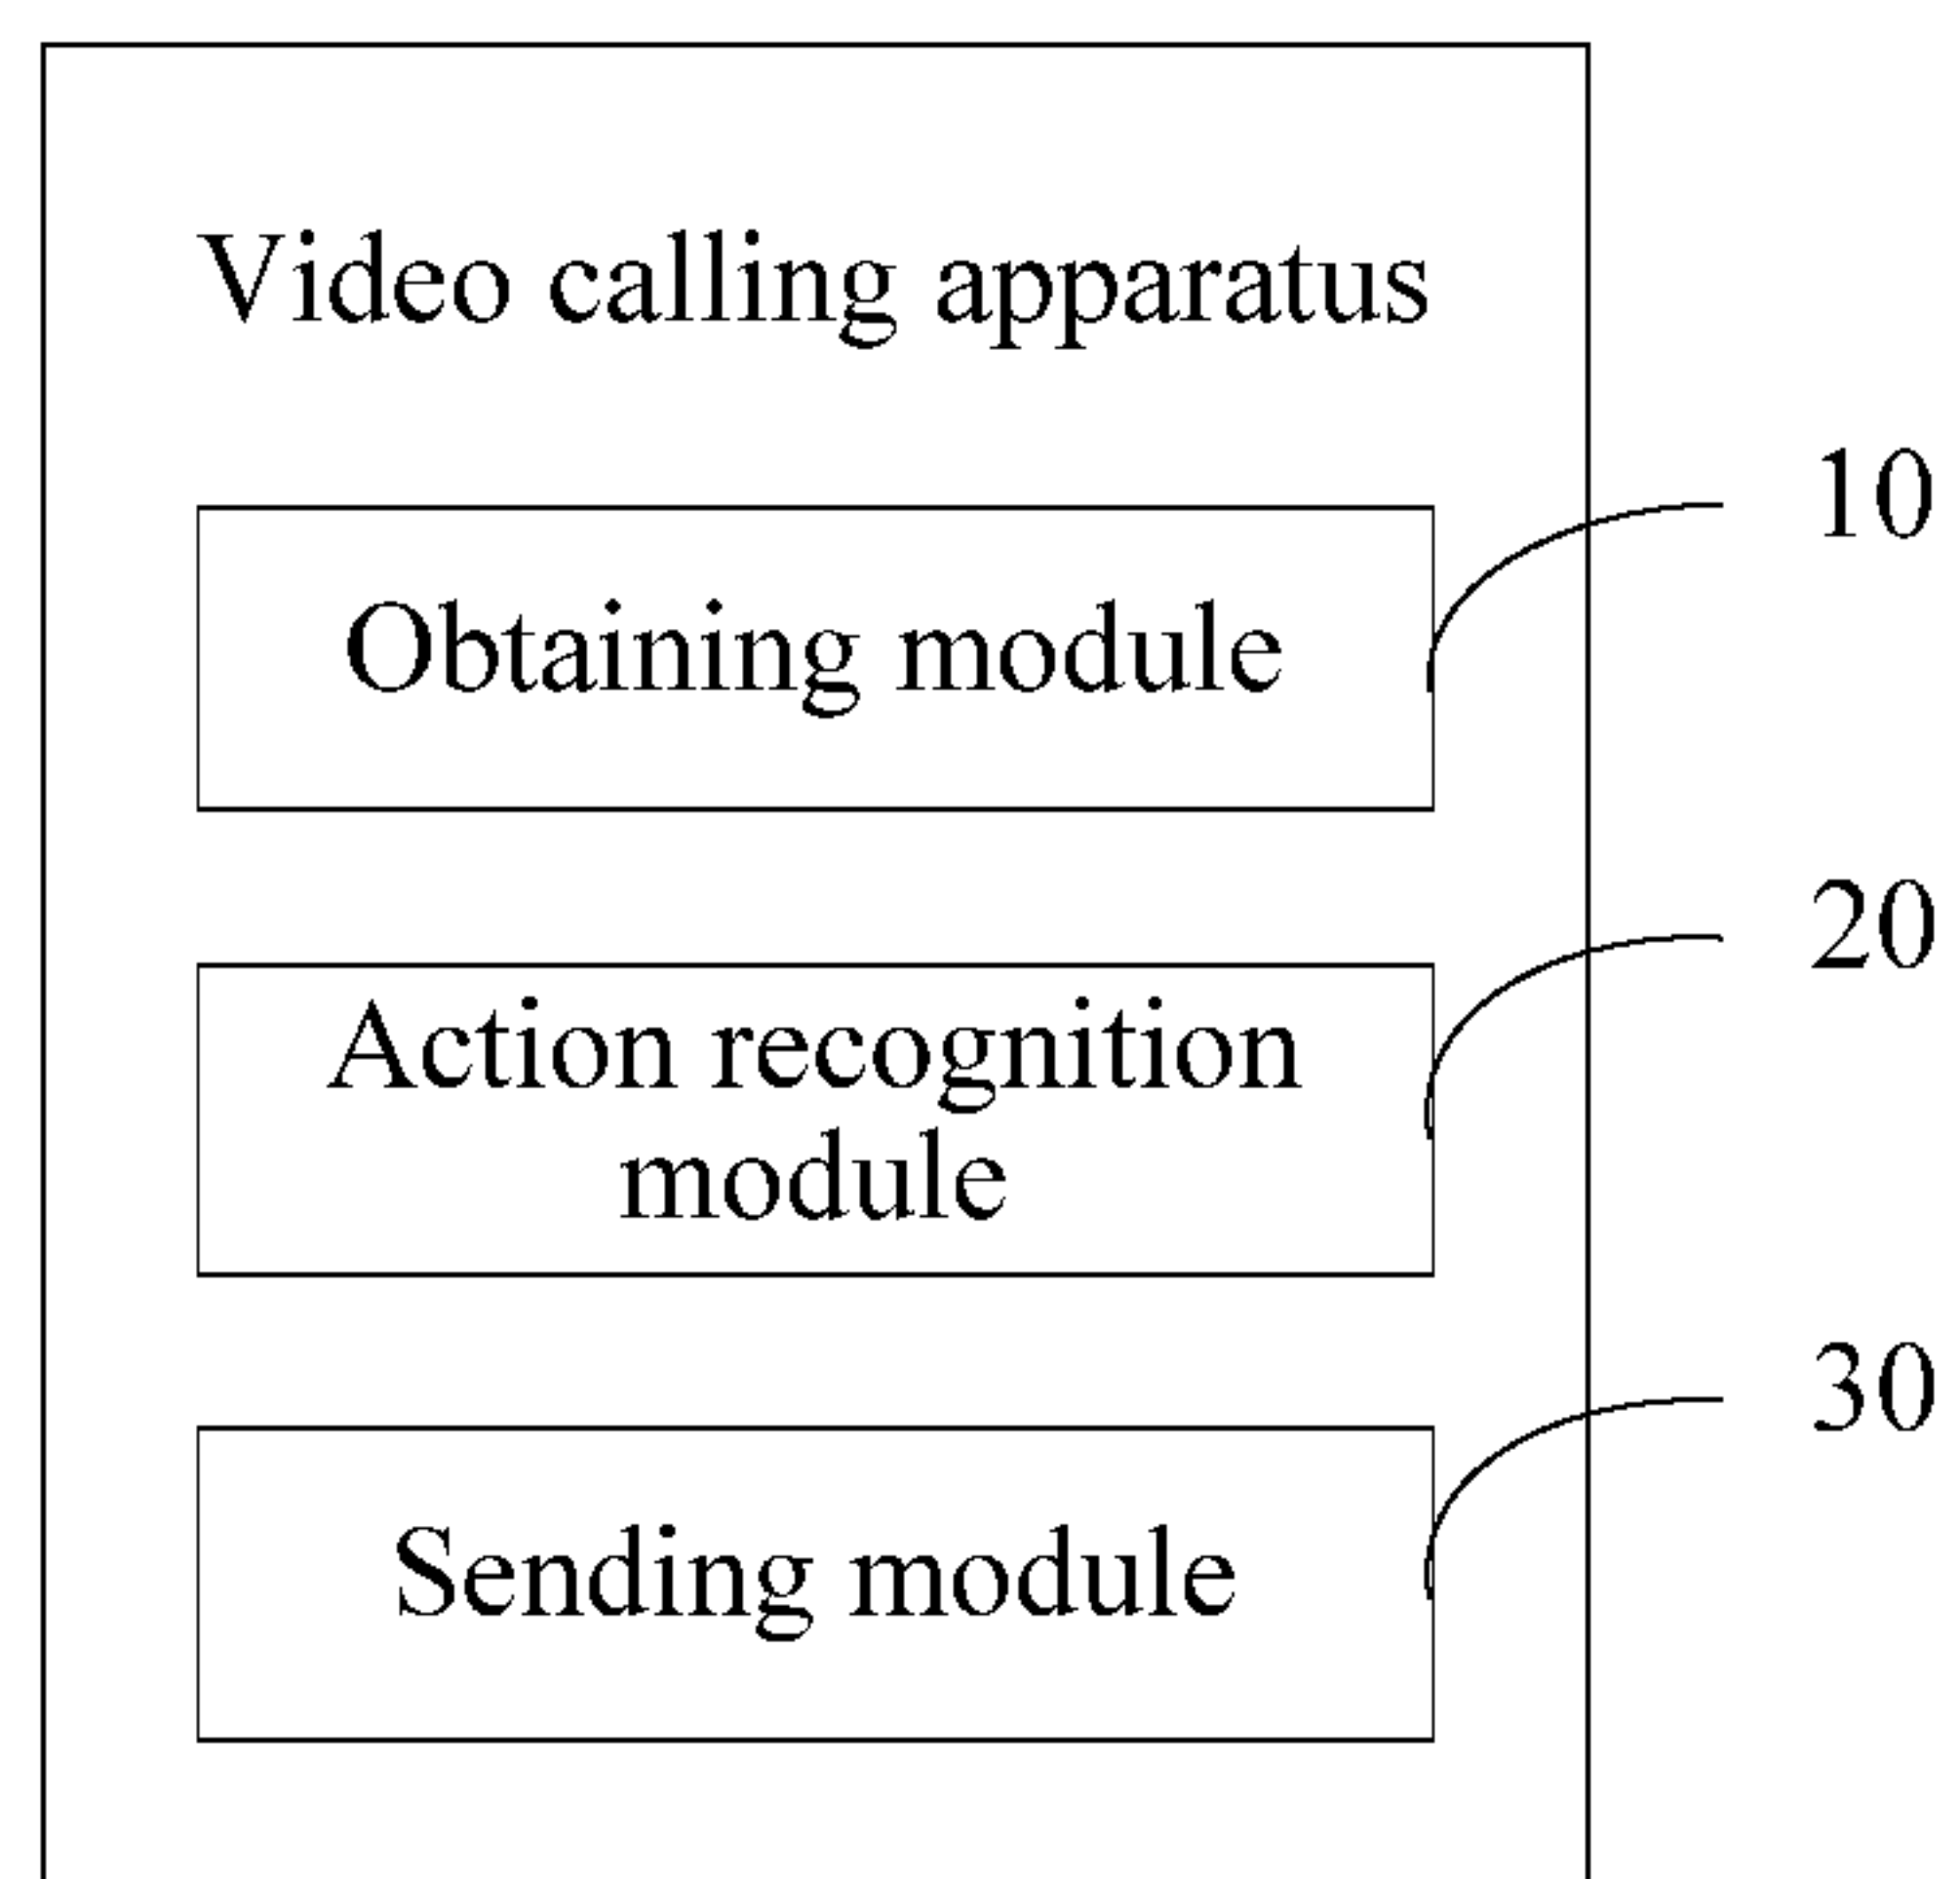 Video calling apparatus
10
Obtaining module
20
Action recognition
module
30
Sending module